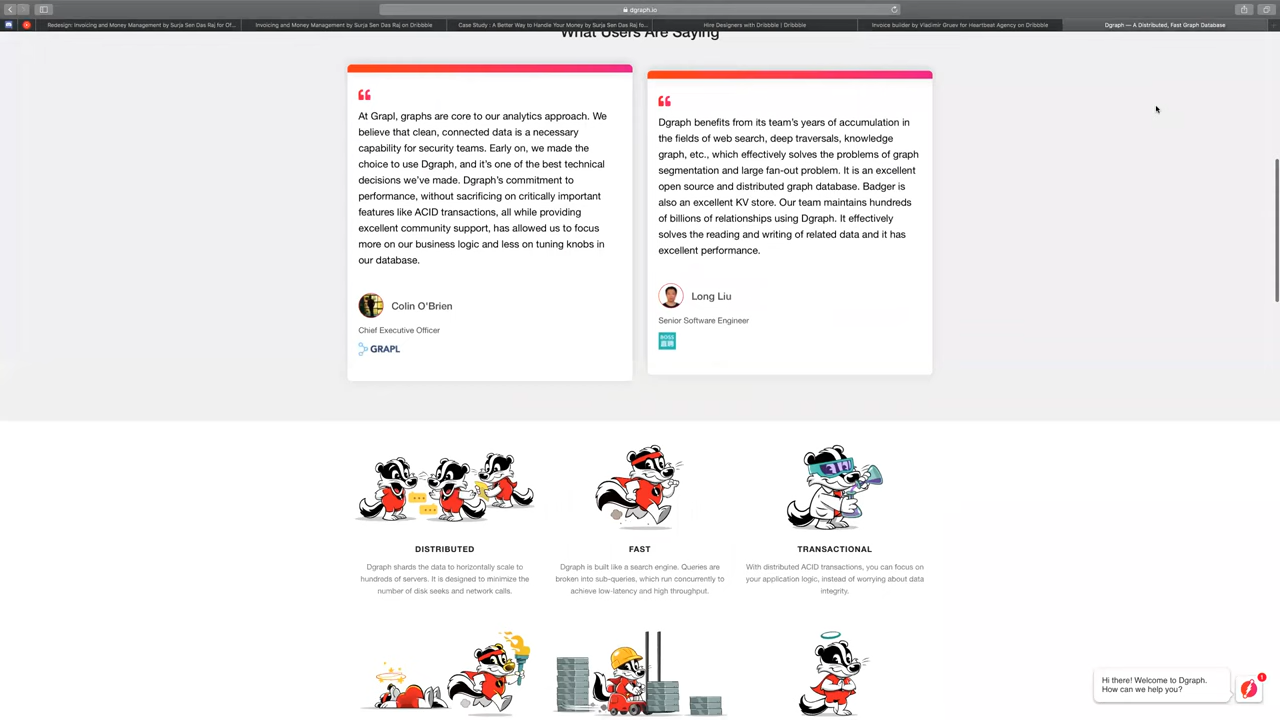 dgraph.io
Redesign: Invoicing and Money Management by Surja Sen Das Raj for Df...
Invoicing and Money Management by Surja Sen Das Raj on Dribbble
Case Study : A Better Way to Handle Your Money by Surja Sen Das Raj fo...
Hire Designers with Dribbble | Dribbble
Invoice builder by Vladimir Gruev for Heartbeat Agency on Dribbble
Dgraph — A Distributed, Fast Graph Database
What Users Are Saying
At Grapl, graphs are core to our analytics approach. We
believe that clean, connected data is a necessary
capability for security teams. Early on, we made the
choice to use Dgraph, and it's one of the best technical
decisions we've made. Dgraph's commitment to
performance, without sacrificing on critically important
features like ACID transactions, all while providing
excellent community support, has allowed us to focus
more on our business logic and less on tuning knobs in
our database.
Colin O'Brien
Chief Executive Officer
GRAPL
Dgraph benefits from its team's years of accumulation in
the fields of web search, deep traversals, knowledge
graph, etc., which effectively solves the problems of graph
segmentation and large fan-out problem. It is an excellent
open source and distributed graph database. Badger is
also an excellent KV store. Our team maintains hundreds
of billions of relationships using Dgraph. It effectively
solves the reading and writing of related data and it has
excellent performance.
Long Liu
Senior Software Engineer
BOSS
直聘
DISTRIBUTED
Dgraph shards the data to horizontally scale to
hundreds of servers. It is designed to minimize the
number of disk seeks and network calls.
FAST
Dgraph is built like a search engine. Queries are
broken into sub-queries, which run concurrently to
achieve low-latency and high throughput.
TRANSACTIONAL
With distributed ACID transactions, you can focus on
your application logic, instead of worrying about data
integrity.
Hi there! Welcome to Dgraph.
How can we help you?
1